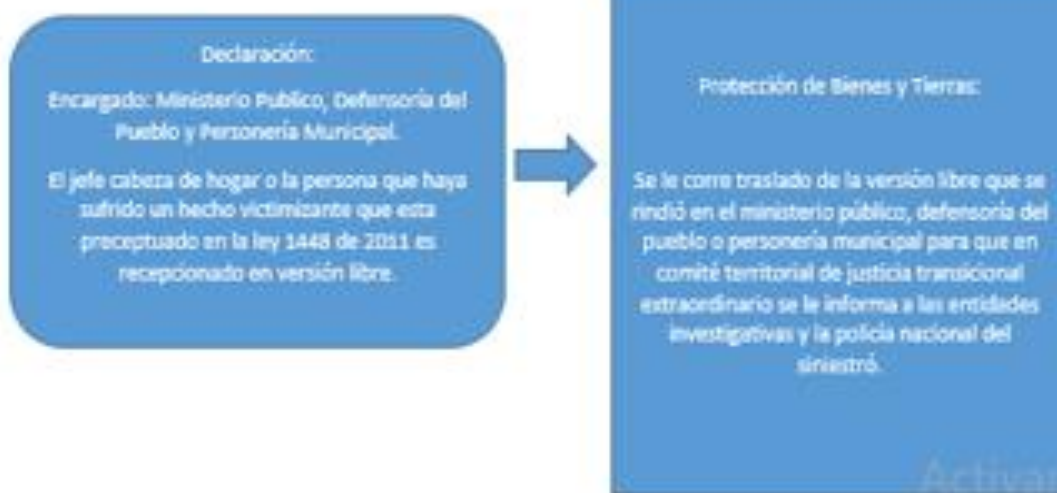 Declaración:
Encargado: Ministerio Publico, Defensoría del
Pueblo y Personería Municipal.
El jefe cabeza de hogar o la persona que haya
sufrido un hecho victimizante que esta
preceptuado en la ley 1448 de 2011 es
recepcionado en versión libre.
Protección de Bienes y Tierras:
Se le corre traslado de la versión libre que se
rindió en el ministerio público, defensoría del
pueblo o personería municipal para que en
comité territorial de justicia transicional
extraordinario se le informa a las entidades
investigativas y la policía nacional del
siniestró.
Activar